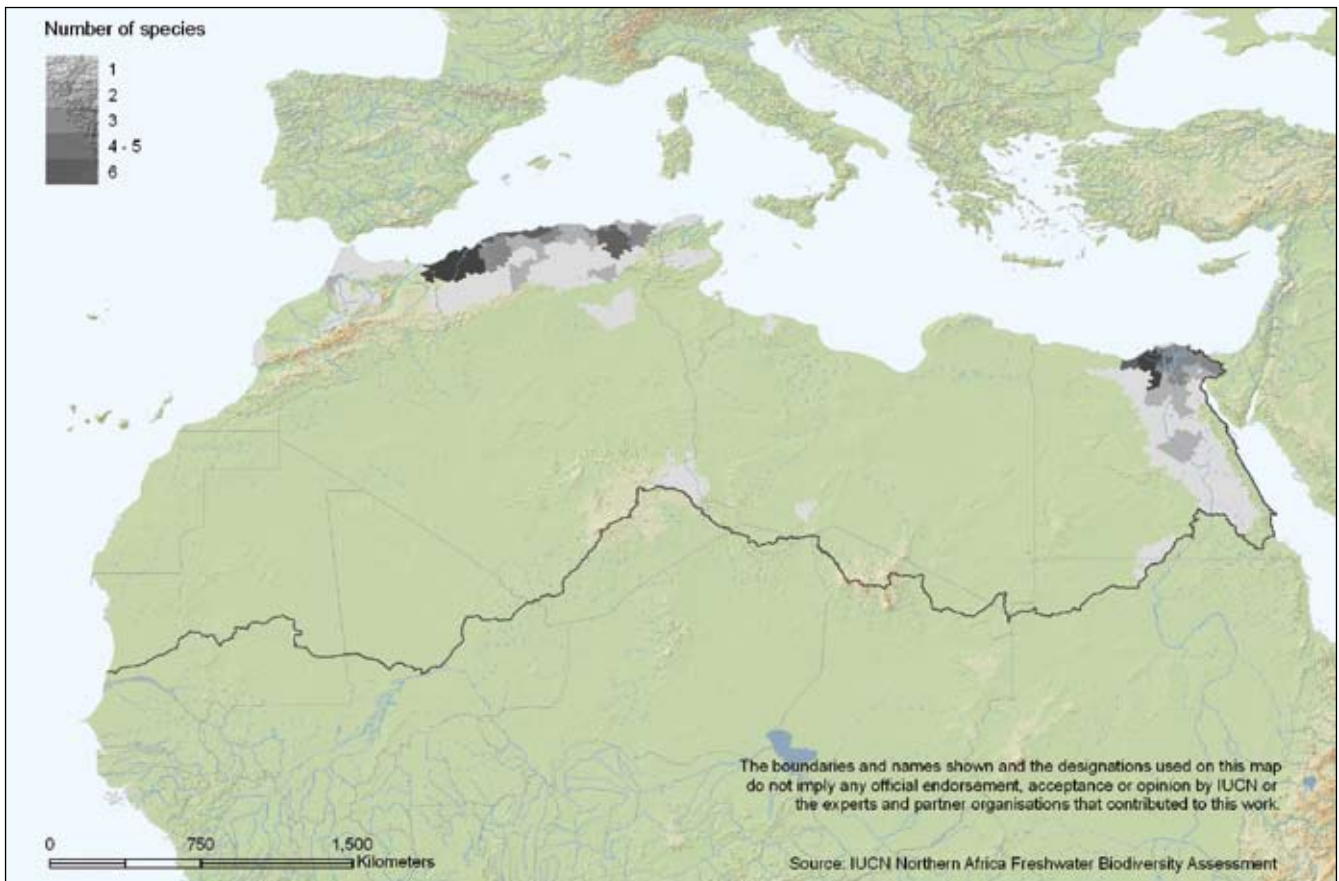 Number of species
1
2
3
4 - 5
6
The boundaries and names shown and the designations used on this map
do not imply any official endorsement, acceptance or opinion by IUCN or
the experts and partner organisations that contributed to this work.
0 750 1,500
Kilometers
Source: IUCN Northern Africa Freshwater Biodiversity Assessment